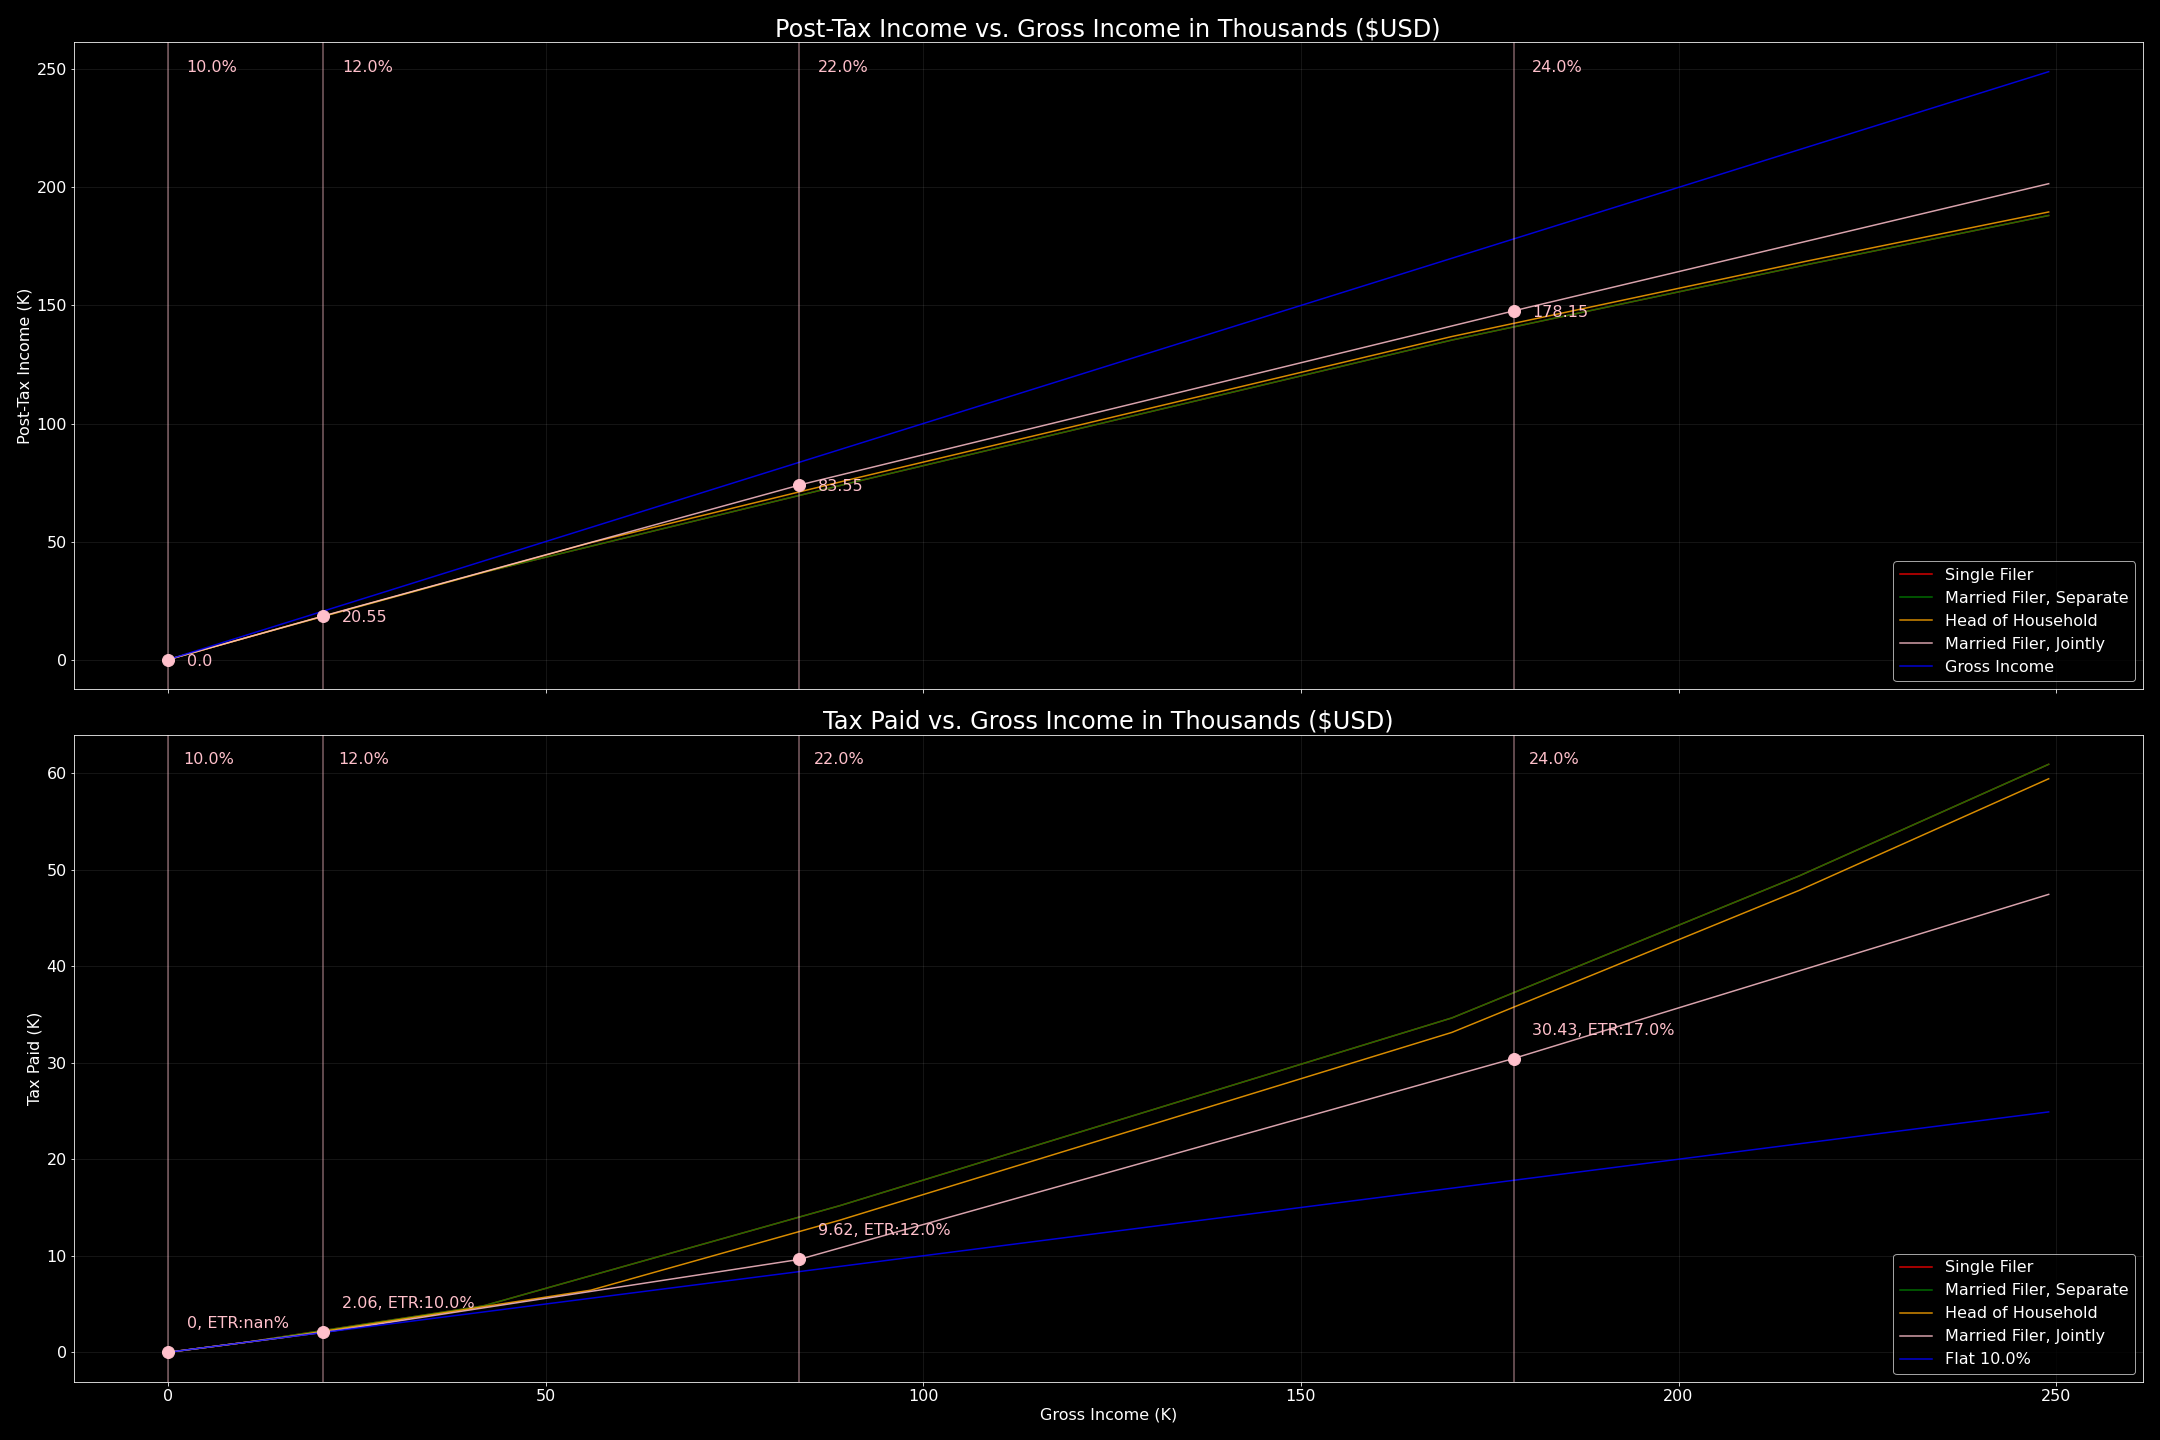 Post-Tax Income vs. Gross Income in Thousands ($USD)
10.0%
12.0%
22.0%
24.0%
250
200
150
100
50
0
Post-Tax Income (K)
0.0
20.55
83.55
178.15
Single Filer
Married Filer, Separate
Head of Household
Married Filer, Jointly
Gross Income
Tax Paid vs. Gross Income in Thousands ($USD)
10.0%
12.0%
22.0%
24.0%
60
50
40
30
20
10
0
Tax Paid (K)
0, ETR:nan%
2.06, ETR:10.0%
9.62, ETR:12.0%
30.43, ETR:17.0%
Single Filer
Married Filer, Separate
Head of Household
Married Filer, Jointly
Flat 10.0%
0
50
100
150
200
250
Gross Income (K)